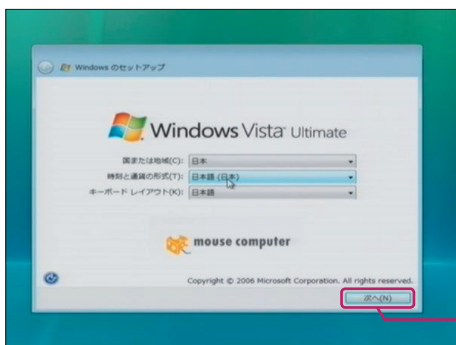 Windows のセットアップ
Windows Vista™ Ultimate
国または地域(C): 日本
時刻と通貨の形式(T): 日本語 (日本)
キーボード レイアウト(K): 日本語
mouse computer
Copyright © 2006 Microsoft Corporation. All rights reserved.
次へ(N)